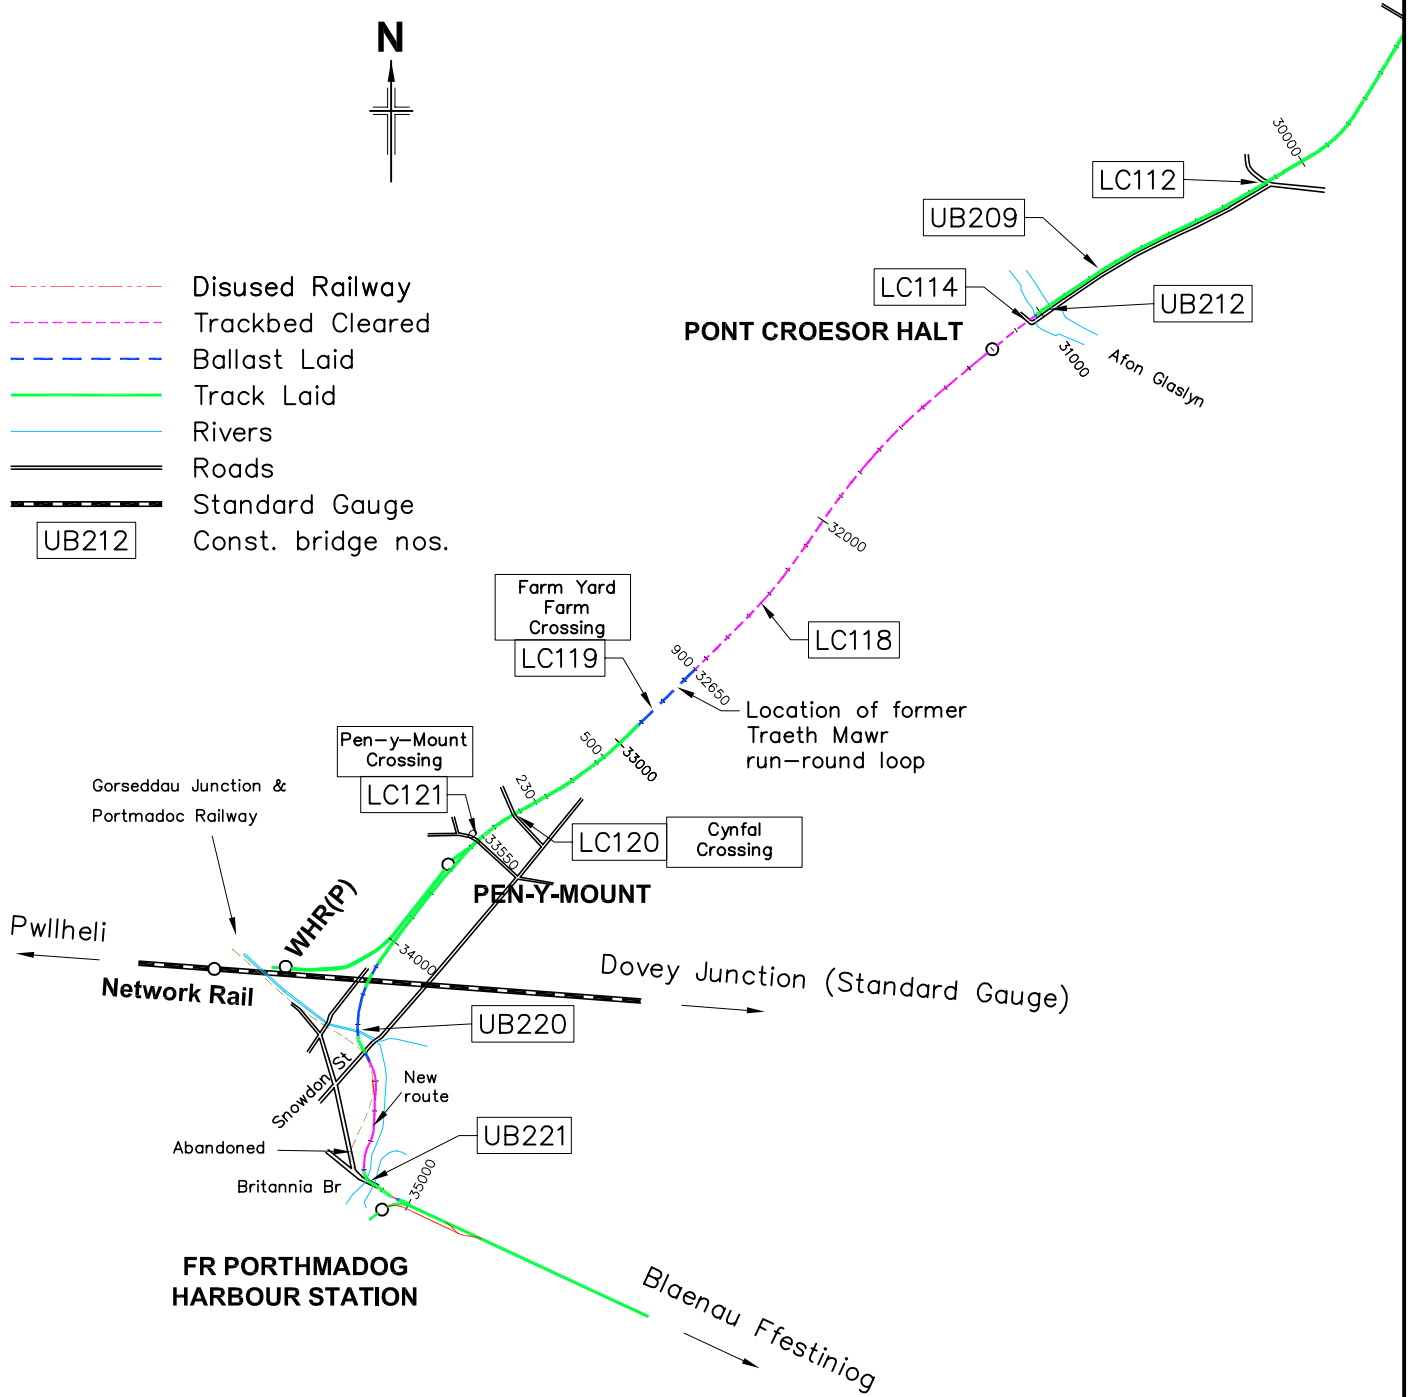 N
30000
LC112
UB209
LC114
UB212
PONT CROESOR HALT
31000
Afon Glaslyn
Disused Railway
Trackbed Cleared
Ballast Laid
Track Laid
Rivers
Roads
Standard Gauge
UB212
Const. bridge nos.
32000
Farm Yard
Farm
Crossing
LC119
LC118
900
32650
Location of former
Traeth Mawr
run-round loop
Pen-y-Mount
Crossing
LC121
500
33000
230
Gorseddau Junction &
Portmadoc Railway
LC120
Cynfal
Crossing
33550
PEN-Y-MOUNT
WHR(P)
Pwllheli
34000
Network Rail
Dovey Junction (Standard Gauge)
UB220
Snowdon St
New
route
UB221
Abandoned
Britannia Br
35000
FR PORTHMADOG
HARBOUR STATION
Blaenau Ffestiniog